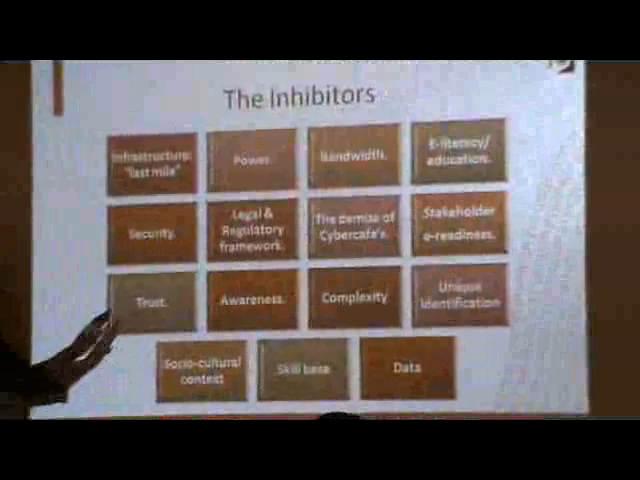 The Inhibitors
Infrastructure:
"last mile"
Power.
Bandwidth.
E-literacy/
education.
Security.
Legal &
Regulatory
framework.
The demise of
Cybercafe's.
Stakeholder
e-readiness.
Trust.
Awareness.
Complexity
Unique
Identification
Socio-cultural
context
Skill base
Data